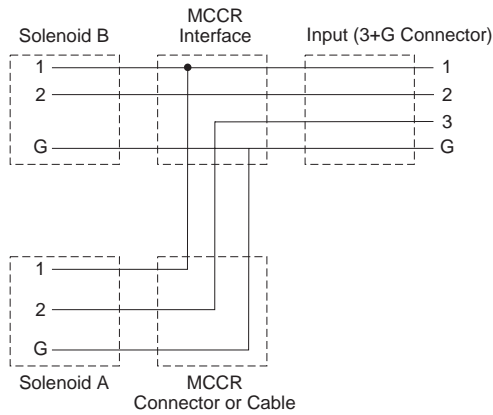 MCCR
Interface
Solenoid B
Input (3+G Connector)
1
2
G
1
2
3
G
1
2
G
Solenoid A
MCCR
Connector or Cable